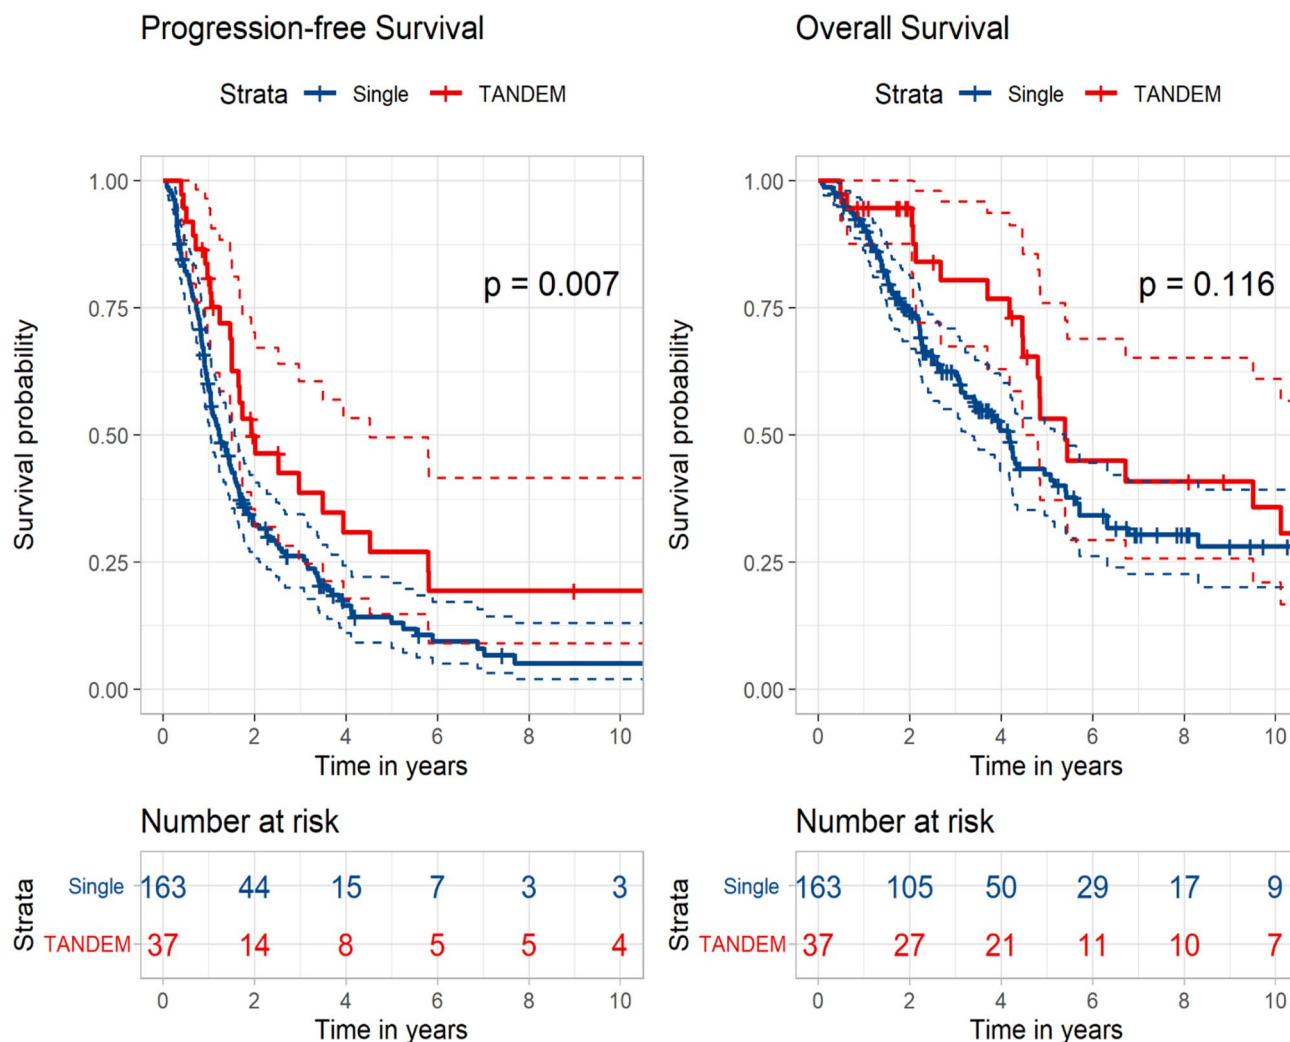 Progression-free Survival
Strata Single TANDEM
Survival probability
1.00
0.75
0.50
0.25
0.00
p = 0.007
0 2 4 6 8 10
Time in years
Number at risk
Strata
Single 163 44 15 7 3 3
TANDEM 37 14 8 5 5 4
0 2 4 6 8 10
Time in years
Overall Survival
Strata Single TANDEM
Survival probability
1.00
0.75
0.50
0.25
0.00
p = 0.116
0 2 4 6 8 10
Time in years
Number at risk
Strata
Single 163 105 50 29 17 9
TANDEM 37 27 21 11 10 7
0 2 4 6 8 10
Time in years